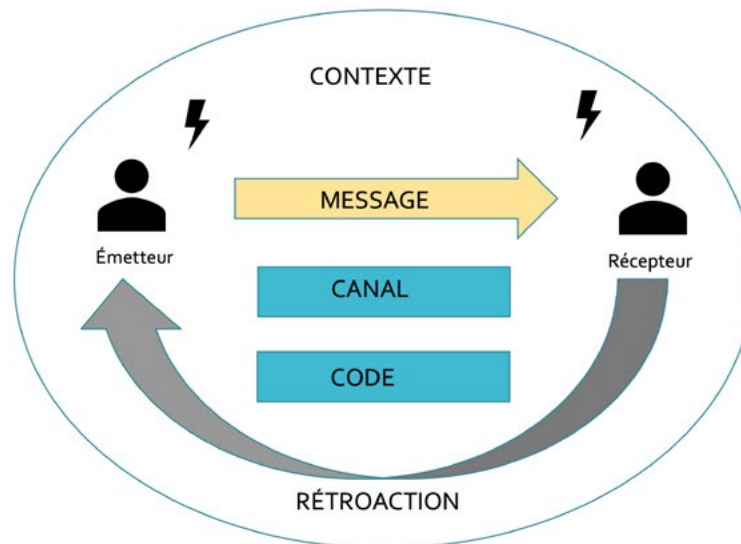 CONTEXTE
MESSAGE
Émetteur
Récepteur
CANAL
CODE
RÉTROACTION